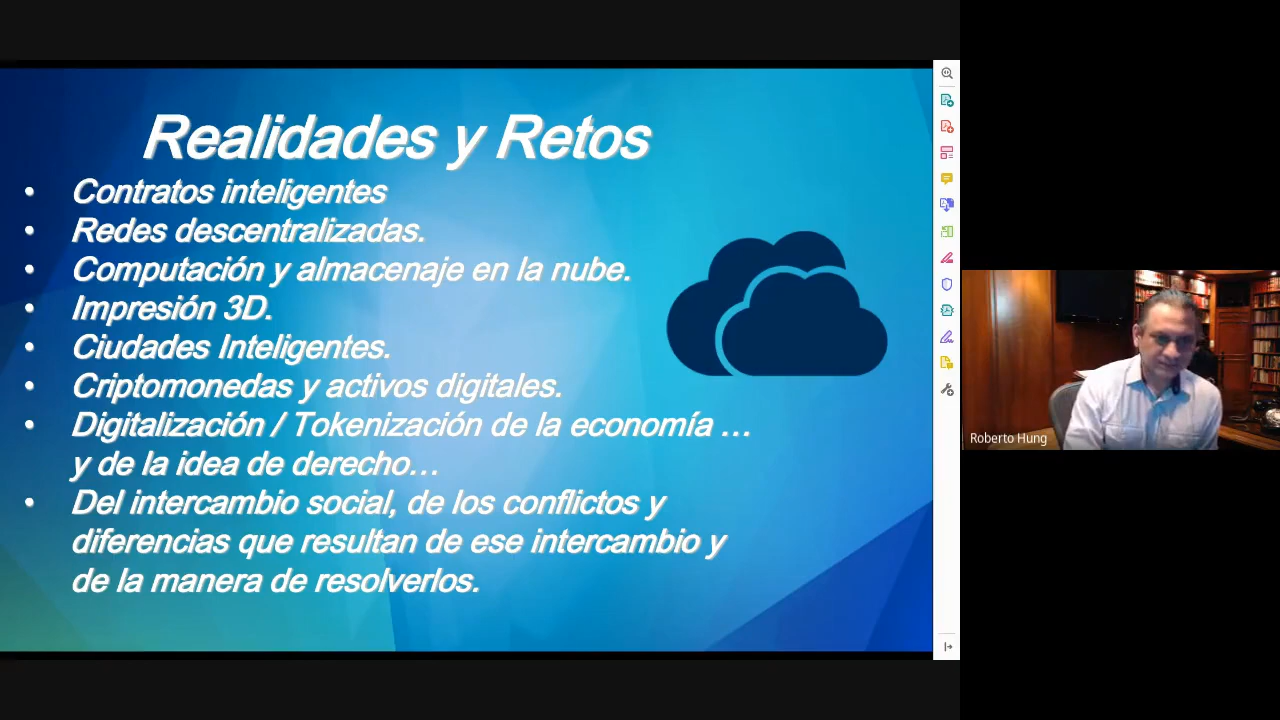 Realidades y Retos
• Contratos inteligentes
• Redes descentralizadas.
• Computación y almacenaje en la nube.
• Impresión 3D.
• Ciudades Inteligentes.
• Criptomonedas y activos digitales.
• Digitalización / Tokenización de la economía ...
y de la idea de derecho...
• Del intercambio social, de los conflictos y
diferencias que resultan de ese intercambio y
de la manera de resolverlos.
Roberto Hung